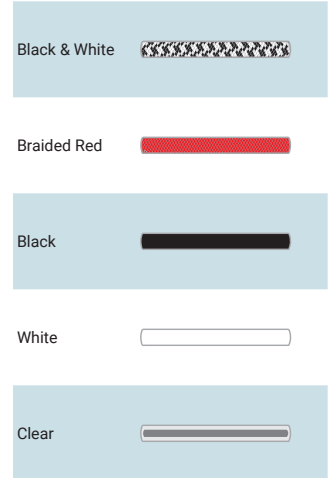 Black & White
Braided Red
Black
White
Clear